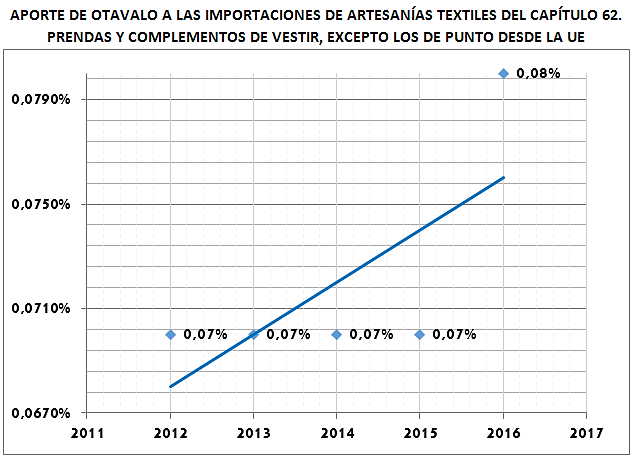 APORTE DE OTAVALO A LAS IMPORTACIONES DE ARTESANÍAS TEXTILES DEL CAPÍTULO 62.
PRENDAS Y COMPLEMENTOS DE VESTIR, EXCEPTO LOS DE PUNTO DESDE LA UE
0,08%
0,0790%
0,0750%
0,0710%
0,07% 0,07% 0,07% 0,07%
0,0670%
2011 2012 2013 2014 2015 2016 2017